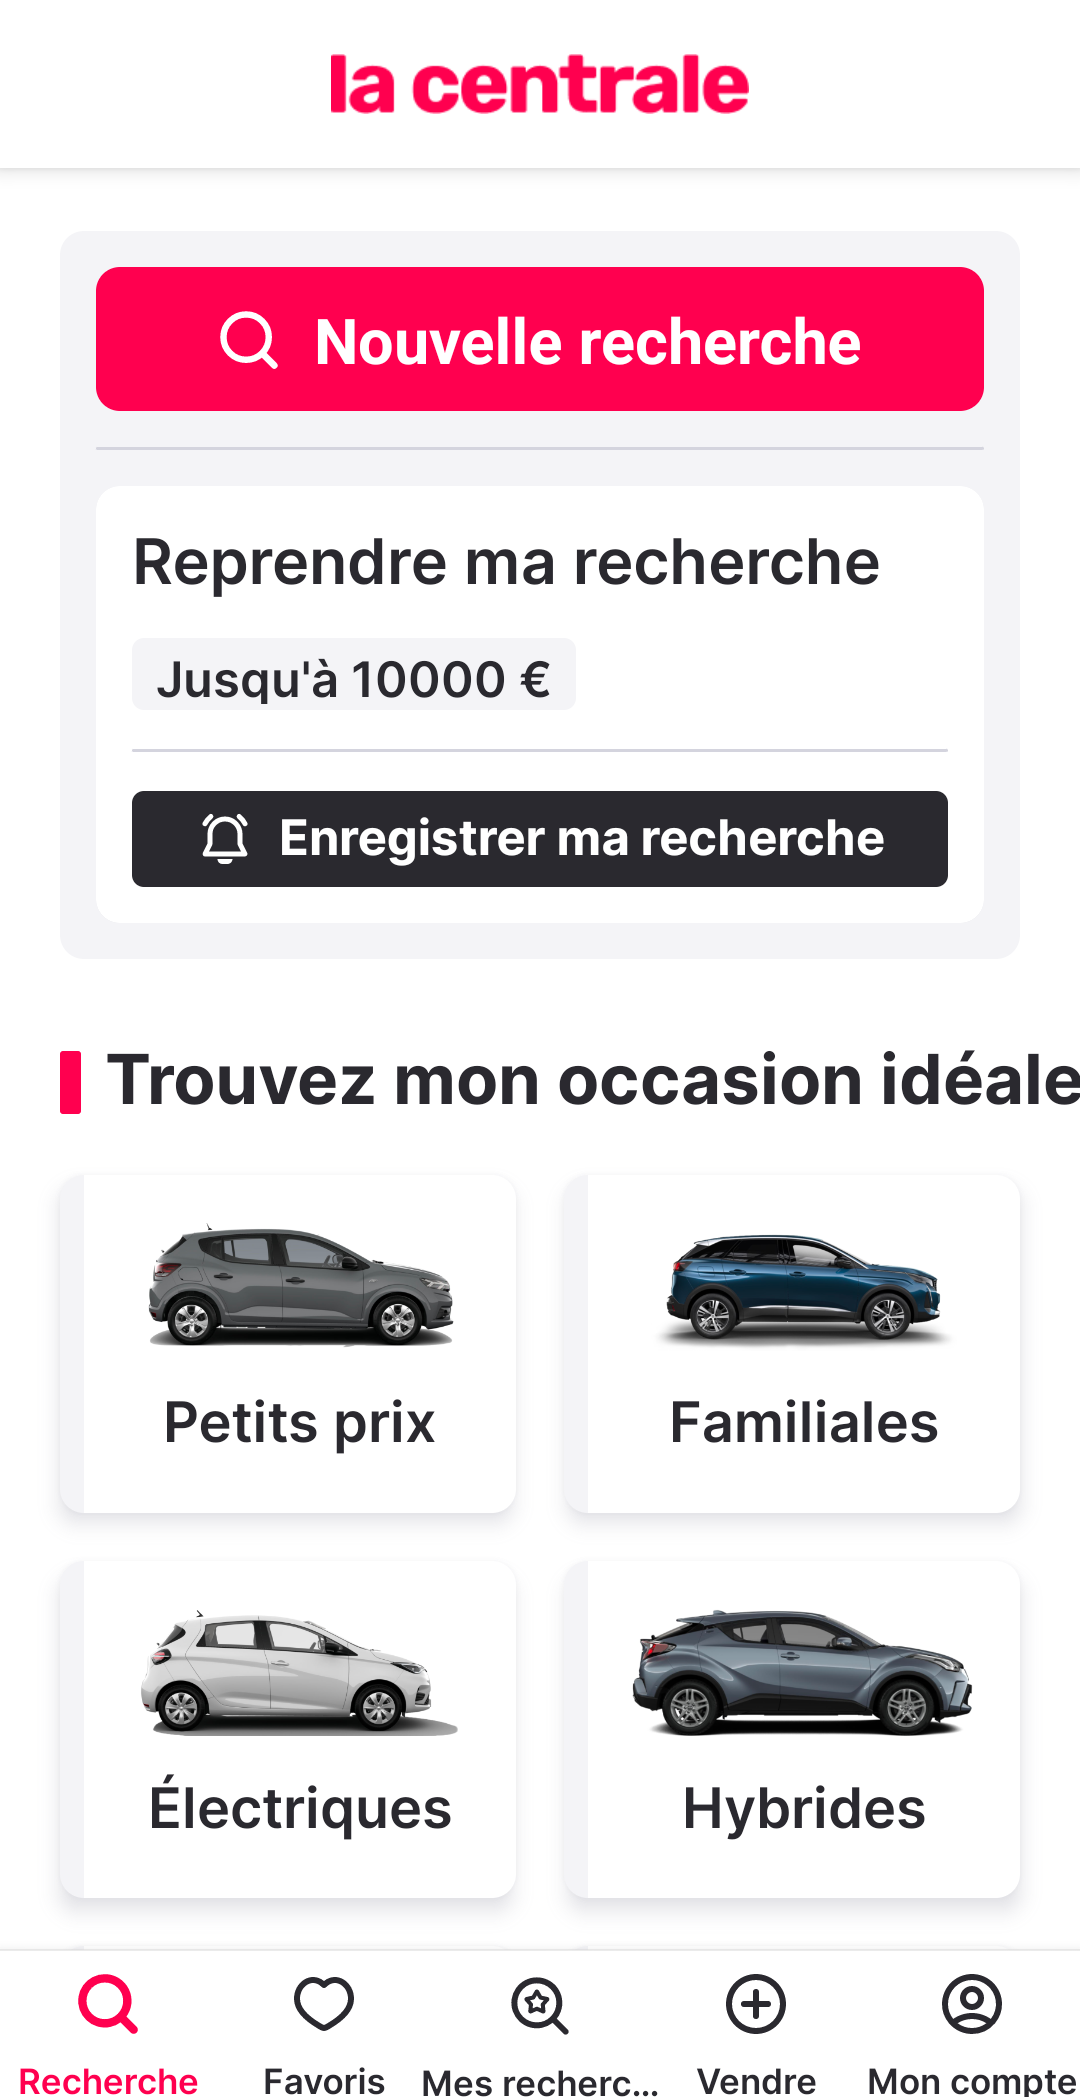 la centrale
Nouvelle recherche
Reprendre ma recherche
Jusqu'à 10000 €
Enregistrer ma recherche
Trouvez mon occasion idéale
Petits prix
Familiales
Électriques
Hybrides
Recherche
Favoris
Mes recherc...
Vendre
Mon compte